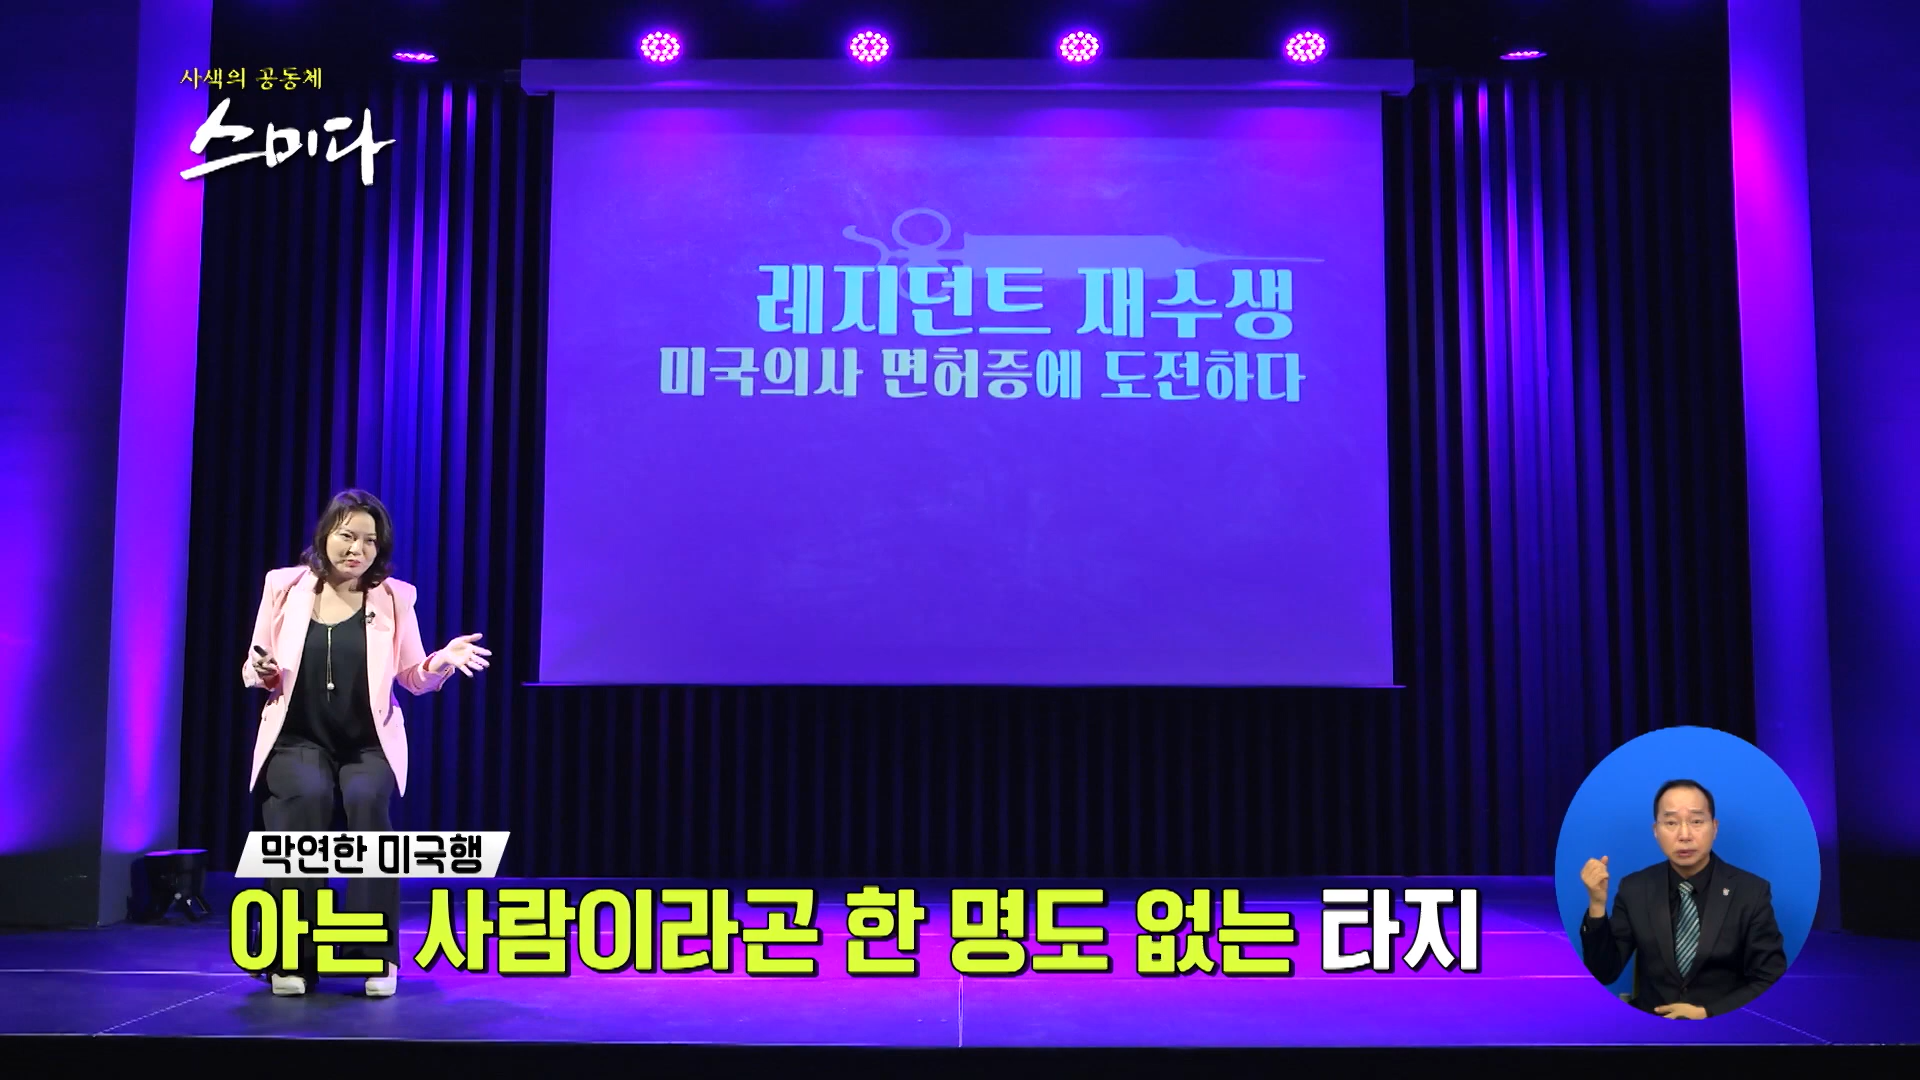 사색의 공동체
스미다
레지던트 재수생
미국의사 면허증에 도전하다
막연한 미국행
아는 사람이라곤 한 명도 없는 타지